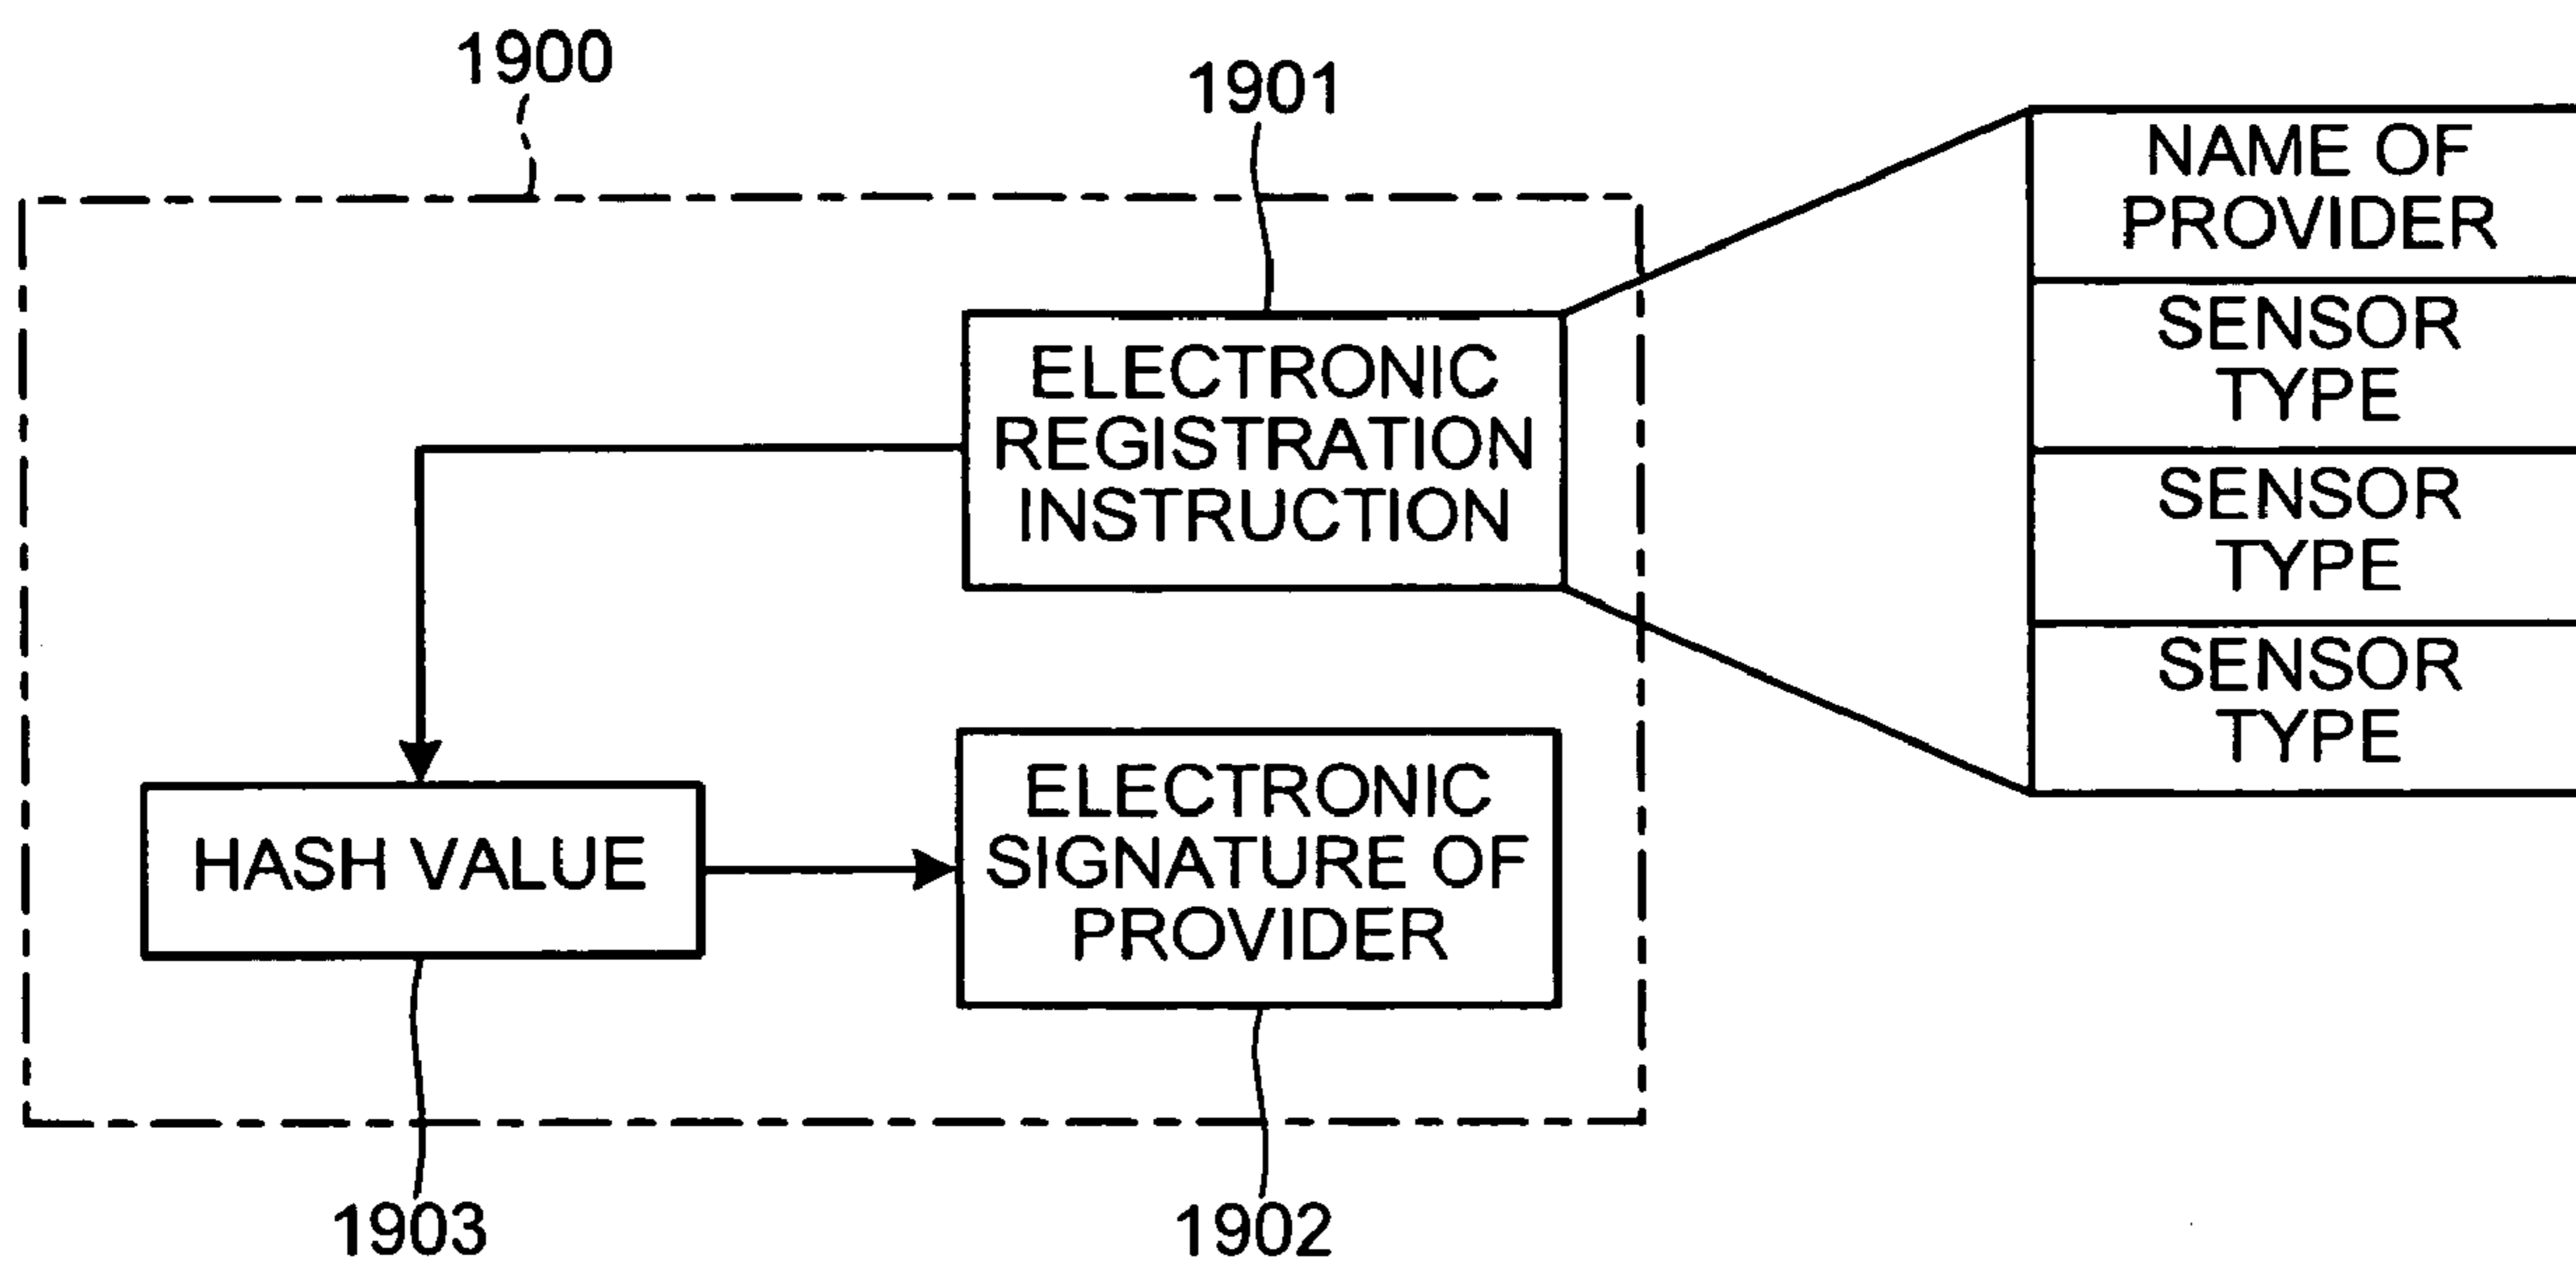 1900
1901
NAME OF
PROVIDER
SENSOR
TYPE
SENSOR
TYPE
SENSOR
TYPE
ELECTRONIC
REGISTRATION
INSTRUCTION
HASH VALUE
ELECTRONIC
SIGNATURE OF
PROVIDER
1903
1902